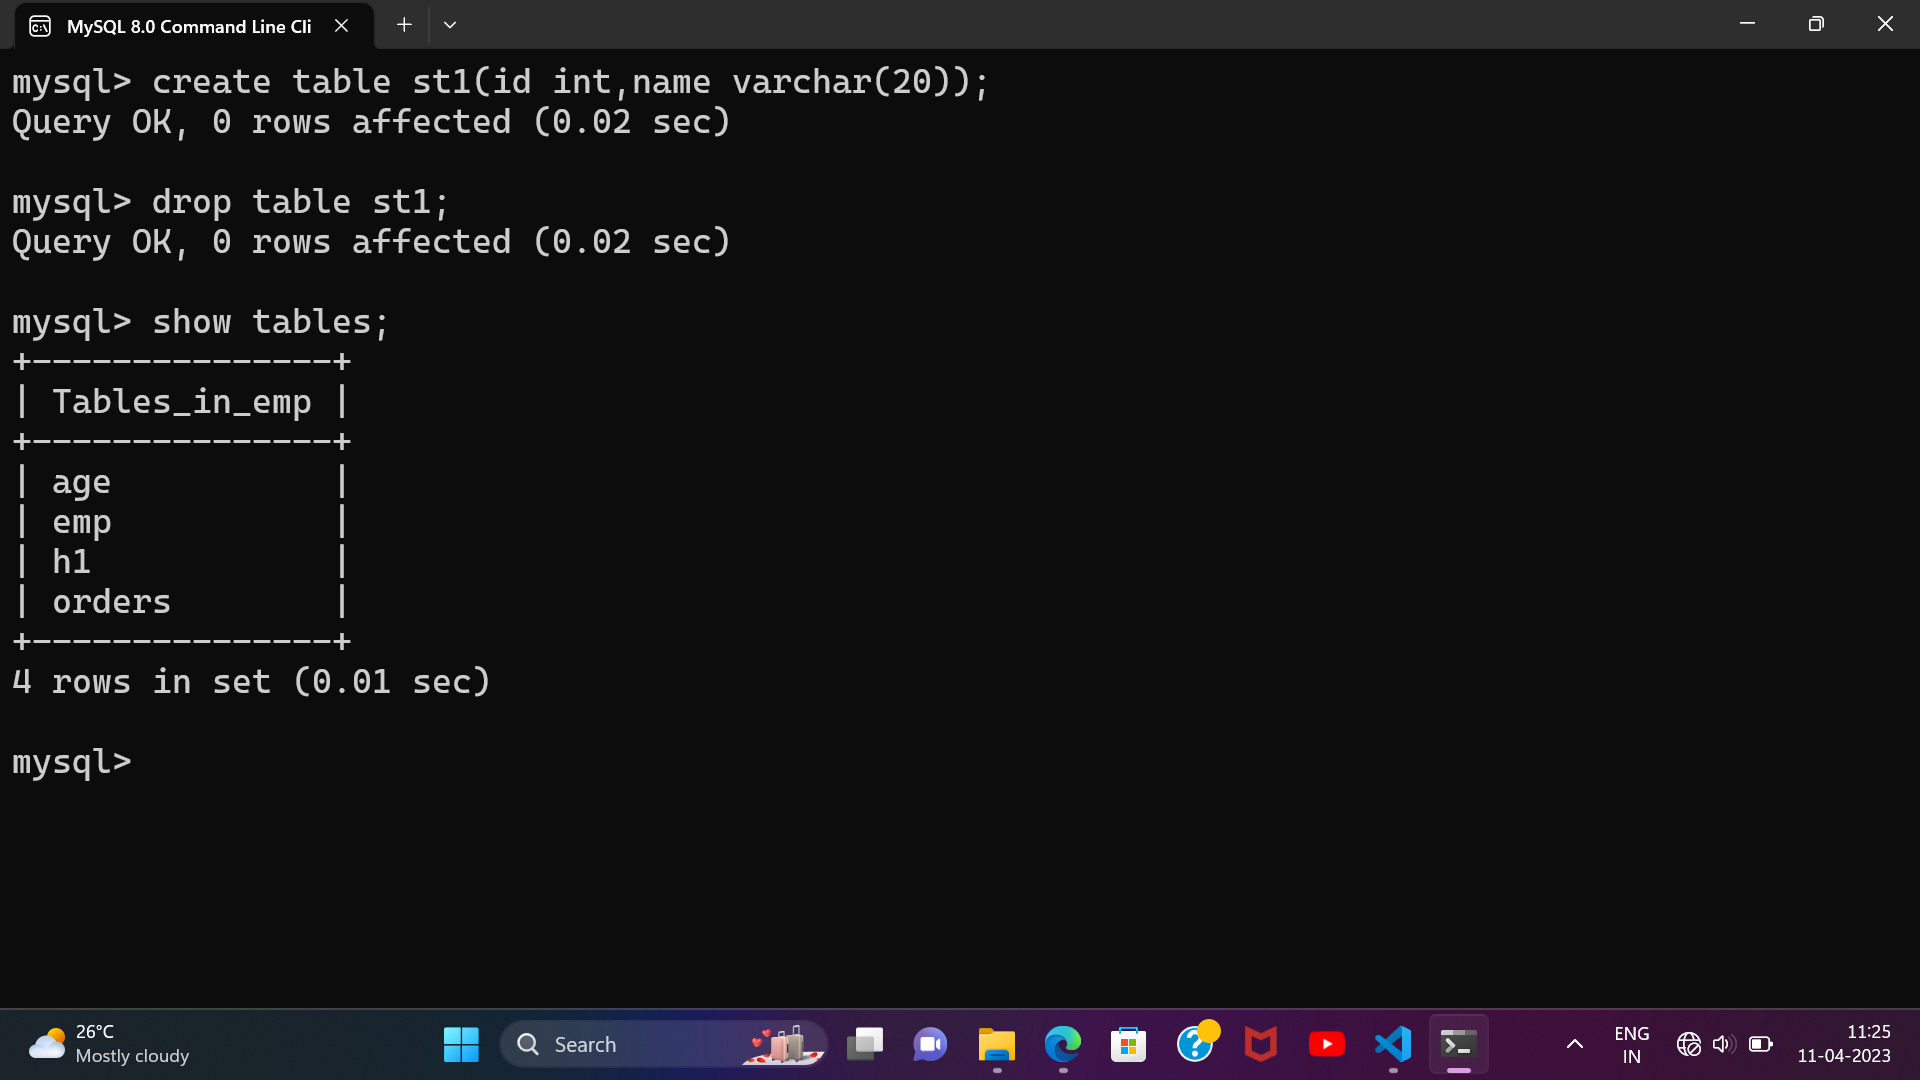 MySQL 8.0 Command Line Cli
mysql> create table st1(id int,name varchar(20));
Query OK, 0 rows affected (0.02 sec)
mysql> drop table st1;
Query OK, 0 rows affected (0.02 sec)
mysql> show tables;
+---------------+
| Tables_in_emp |
+---------------+
| age           |
| emp           |
| h1            |
| orders        |
+---------------+
4 rows in set (0.01 sec)
mysql>
26°C
Mostly cloudy
Search
ENG
IN
11:25
11-04-2023